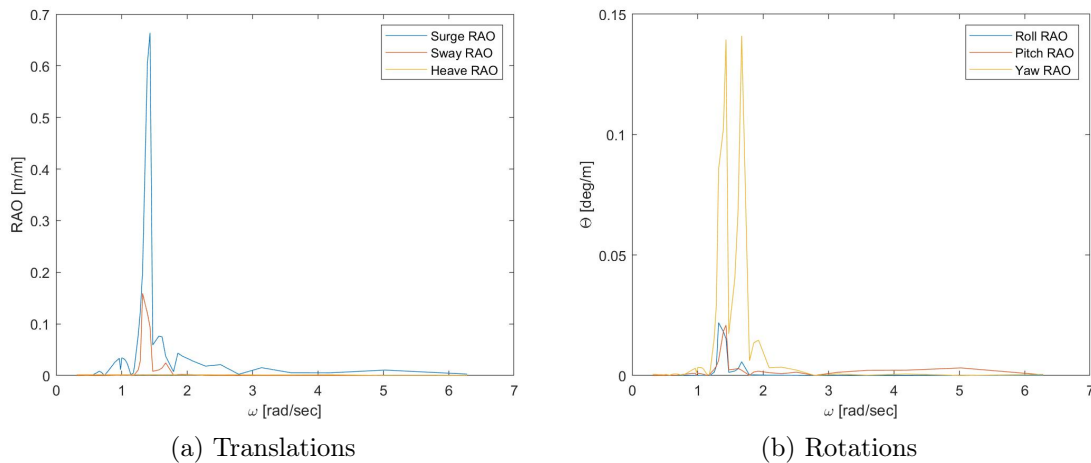 0.7
0.6
0.5
0.4
0.3
0.2
0.1
0
RAO [m/m]
Surge RAO
Sway RAO
Heave RAO
0 1 2 3 4 5 6 7
ω [rad/sec]
(a) Translations
0.15
0.1
0.05
0
Θ [deg/m]
Roll RAO
Pitch RAO
Yaw RAO
0 1 2 3 4 5 6 7
ω [rad/sec]
(b) Rotations